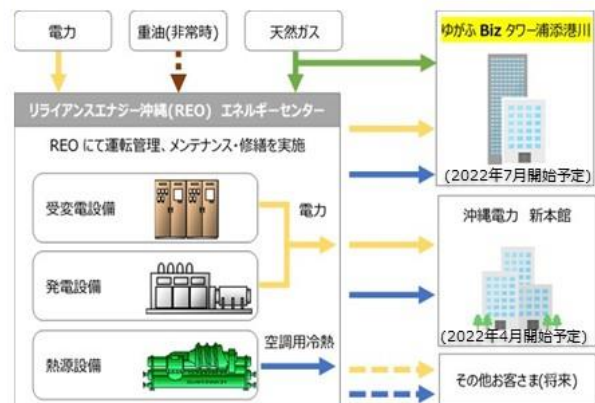 電力
重油(非常時)
天然ガス
ゆがふ Biz タワー浦添港川
リライアンスエナジー沖縄(REO) エネルギーセンター
REO にて運転管理、メンテナンス・修繕を実施
(2022年7月開始予定)
受変電設備
電力
沖縄電力 新本館
発電設備
(2022年4月開始予定)
熱源設備
空調用冷熱
その他お客さま(将来)